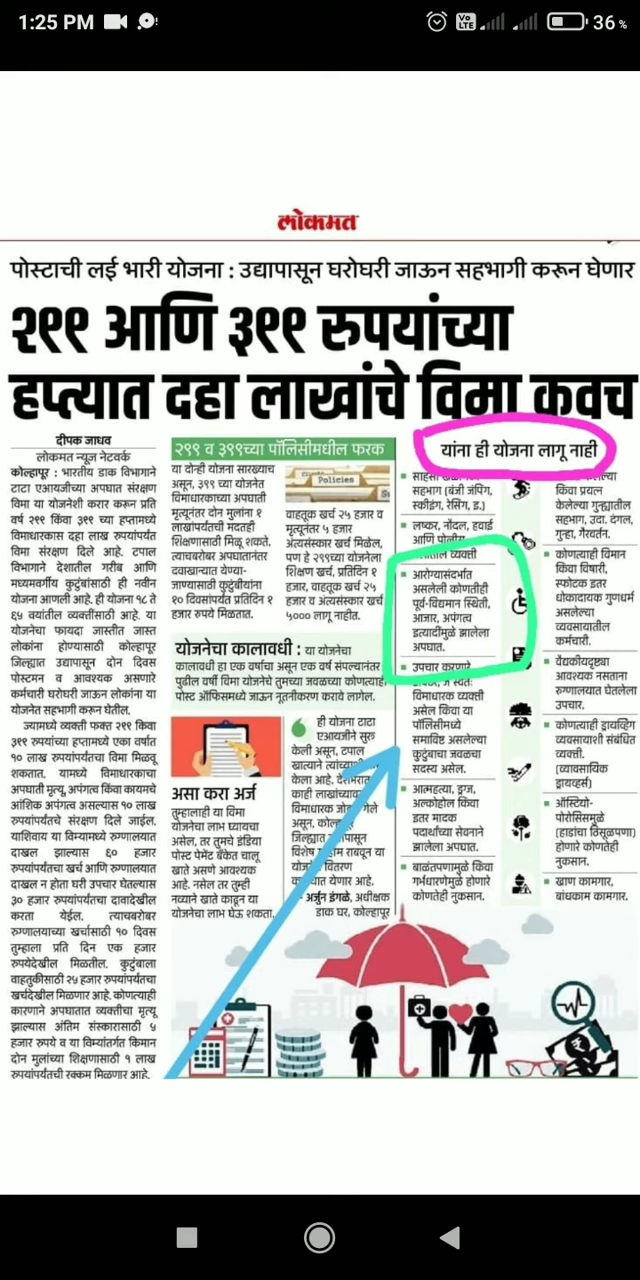 1:25 PM
Vo LTE
36%
लोकमत
पोस्टाची लई भारी योजना : उद्यापासून घरोघरी जाऊन सहभागी करून घेणार
२९९ आणि ३९९ रुपयांच्या
हप्त्यात दहा लाखांचे विमा कवच
दीपक जाधव
लोकमत न्यूज नेटवर्क
कोल्हापूर : भारतीय डाक विभागाने
टाटा एआयजीच्या अपघात संरक्षण
विमा या योजनेशी करार करून प्रति
वर्ष २९९ किंवा ३९९ च्या हप्तामध्ये
विमाधारकास दहा लाख रुपयांपर्यंत
विमा संरक्षण दिले आहे. टपाल
विभागाने देशातील गरीब आणि
मध्यमवर्गीय कुटुंबांसाठी ही नवीन
योजना आणली आहे. ही योजना १८ ते
६५ वयांतील व्यक्तींसाठी आहे. या
योजनेचा फायदा जास्तीत जास्त
लोकांना होण्यासाठी कोल्हापूर
जिल्ह्यात उद्यापासून दोन दिवस
पोस्टमन व आवश्यक असणारे
कर्मचारी घरोघरी जाऊन लोकांना या
योजनेत सहभागी करून घेतील.
ज्यामध्ये व्यक्ती फक्त २९९ किंवा
३९९ रुपयांच्या हप्तामध्ये एका वर्षात
१० लाख रुपयांपर्यंतचा विमा मिळवू
शकतात. यामध्ये विमाधारकाचा
अपघाती मृत्यू, अपंगत्व किंवा कायमचे
आंशिक अपंगत्व असल्यास १० लाख
रुपयांपर्यंतचे संरक्षण दिले जाईल.
याशिवाय या विम्यामध्ये रुग्णालयात
दाखल झाल्यास ६० हजार
रुपयांपर्यंतचा खर्च आणि रुग्णालयात
दाखल न होता घरी उपचार घेतल्यास
३० हजार रुपयांपर्यंतचा दावादेखील
करता येईल. त्याचबरोबर
रुग्णालयाच्या खर्चासाठी १० दिवस
तुम्हाला प्रति दिन एक हजार
रुपयेदेखील मिळतील. कुटुंबाला
वाहतुकीसाठी २५ हजार रुपयांपर्यंतचा
खर्चदेखील मिळणार आहे. कोणत्याही
कारणाने अपघातात व्यक्तीचा मृत्यू
झाल्यास अंतिम संस्कारासाठी ५
हजार रुपये व या विम्यांतर्गत किमान
दोन मुलांच्या शिक्षणासाठी १ लाख
रुपयांपर्यंतची रक्कम मिळणार आहे.
२९९ व ३९९च्या पॉलिसीमधील फरक
या दोन्ही योजना सारख्याच
असून, ३९९ च्या योजनेत
विमाधारकाच्या अपघाती
मृत्यूनंतर दोन मुलांना १
लाखांपर्यंतची मदतही
शिक्षणासाठी मिळू शकते.
त्याचबरोबर अपघातानंतर
दवाखान्यात येण्या-
जाण्यासाठी कुटुंबीयांना
१० दिवसांपर्यंत प्रतिदिन १
हजार रुपये मिळतात.
Policies
वाहतूक खर्च २५ हजार व
मृत्यूनंतर ५ हजार
अंत्यसंस्कार खर्च मिळेल,
पण हे २९९च्या योजनेला
शिक्षण खर्च, प्रतिदिन १
हजार, वाहतूक खर्च २५
हजार व अंत्यसंस्कार खर्च
५००० लागू नाहीत.
योजनेचा कालावधी : या योजनेचा
कालावधी हा एक वर्षाचा असून एक वर्ष संपल्यानंतर
पुढील वर्षी विमा योजनेचे तुमच्या जवळच्या कोणत्याही
पोस्ट ऑफिसमध्ये जाऊन नूतनीकरण करावे लागेल.
असा करा अर्ज
तुम्हालाही या विमा
योजनेचा लाभ घ्यायचा
असेल, तर तुमचे इंडिया
पोस्ट पेमेंट बँकेत चालू
खाते असणे आवश्यक
आहे. नसेल तर तुम्ही
नव्याने खाते काढून या
योजनेचा लाभ घेऊ शकता.
ही योजना टाटा
एआयजीने सुरू
केली असून, टपाल
खात्याने
केला आहे.
काही
विमाधारक गेले
असून,
जिल्ह्यात
विशेष राबवून या
वितरण
येणार आहे.
- अर्जुन इंगळे, अधीक्षक
डाक घर, कोल्हापूर
यांना ही योजना लागू नाही
सहभाग (बंजी जंपिंग,
स्कीइंग, रेसिंग, इ.)
लष्कर, नौदल, हवाई
आणि
व्यक्ती
आरोग्यासंदर्भात
असलेली कोणतीही
पूर्व-विद्यमान स्थिती,
आजार, अपंगत्व
इत्यादींमुळे झालेला
अपघात.
उपचार करणारे
विमाधारक व्यक्ती
असेल किंवा या
पॉलिसीमध्ये
समाविष्ट असलेल्या
कुटुंबाचा जवळचा
सदस्य असेल.
आत्महत्या, ड्रग्ज,
अल्कोहोल किंवा
इतर मादक
पदार्थांच्या सेवनाने
झालेला अपघात.
बाळंतपणामुळे किंवा
गर्भधारणेमुळे होणारे
कोणतेही नुकसान.
किंवा प्रयत्न
केलेल्या गुन्ह्यातील
सहभाग, उदा. दंगल,
गुन्हा, गैरवर्तन.
कोणत्याही विमान
किंवा विषारी,
स्फोटक इतर
धोकादायक गुणधर्म
असलेल्या
व्यवसायातील
कर्मचारी.
वैद्यकीयदृष्ट्या
आवश्यक नसताना
रुग्णालयात घेतलेला
उपचार.
कोणत्याही ड्रायव्हिंग
व्यवसायाशी संबंधित
व्यक्ती.
(व्यावसायिक
ड्रायव्हर्स)
ऑस्टियो-
पोरोसिसमुळे
(हाडांचा ठिसूळपणा)
होणारे कोणतेही
नुकसान.
खाण कामगार,
बांधकाम कामगार.